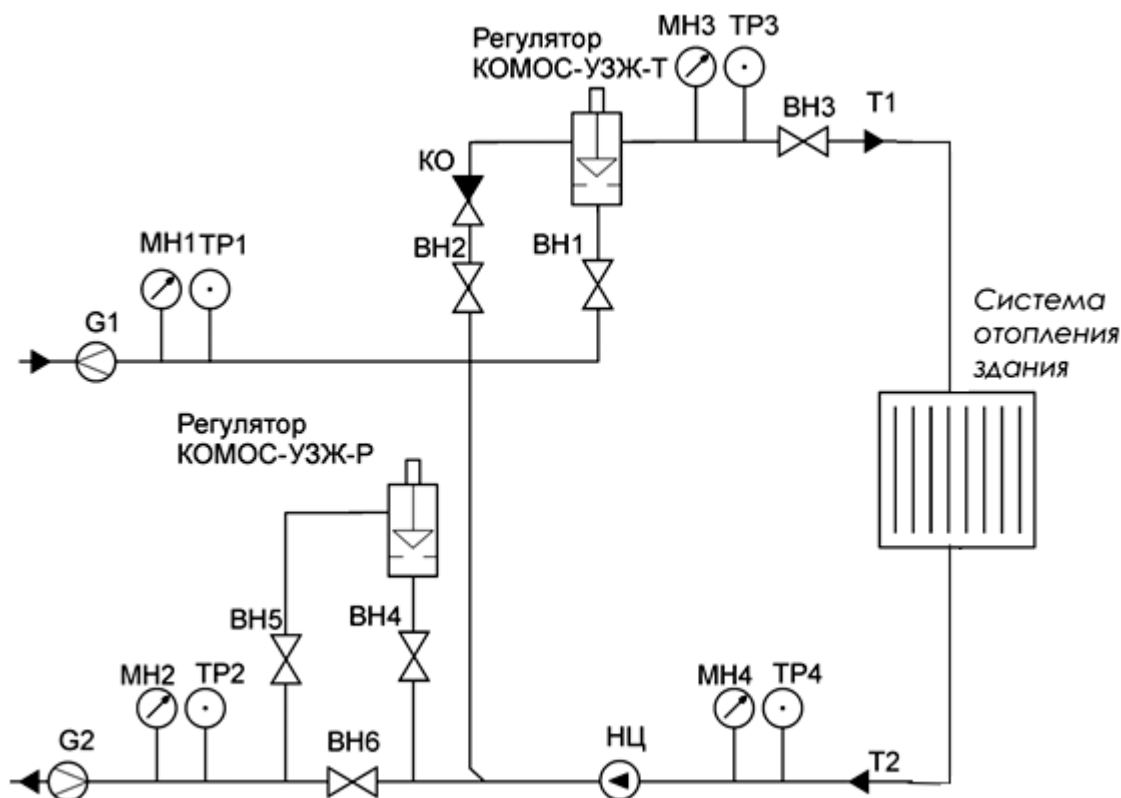 Регулятор
КОМОС-УЗЖ-Т
МН3
ТР3
ВН3
Т1
КО
ВН2
ВН1
МН1
ТР1
G1
Система
отопления
здания
Регулятор
КОМОС-УЗЖ-Р
ВН5
ВН4
МН2
ТР2
G2
ВН6
НЦ
МН4
ТР4
Т2